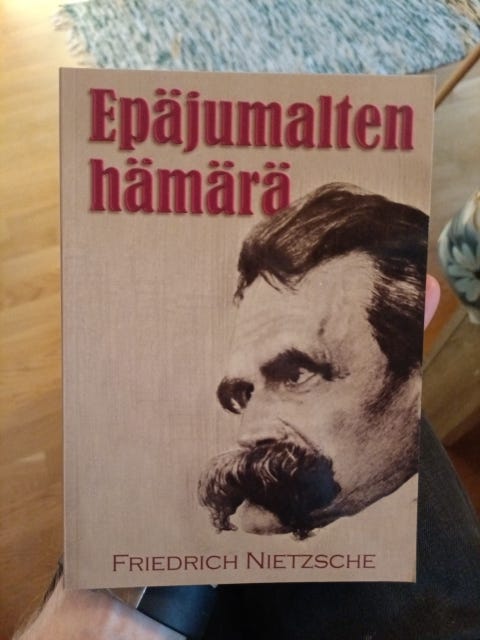 Epäjumalten
hämärä
FRIEDRICH NIETZSCHE